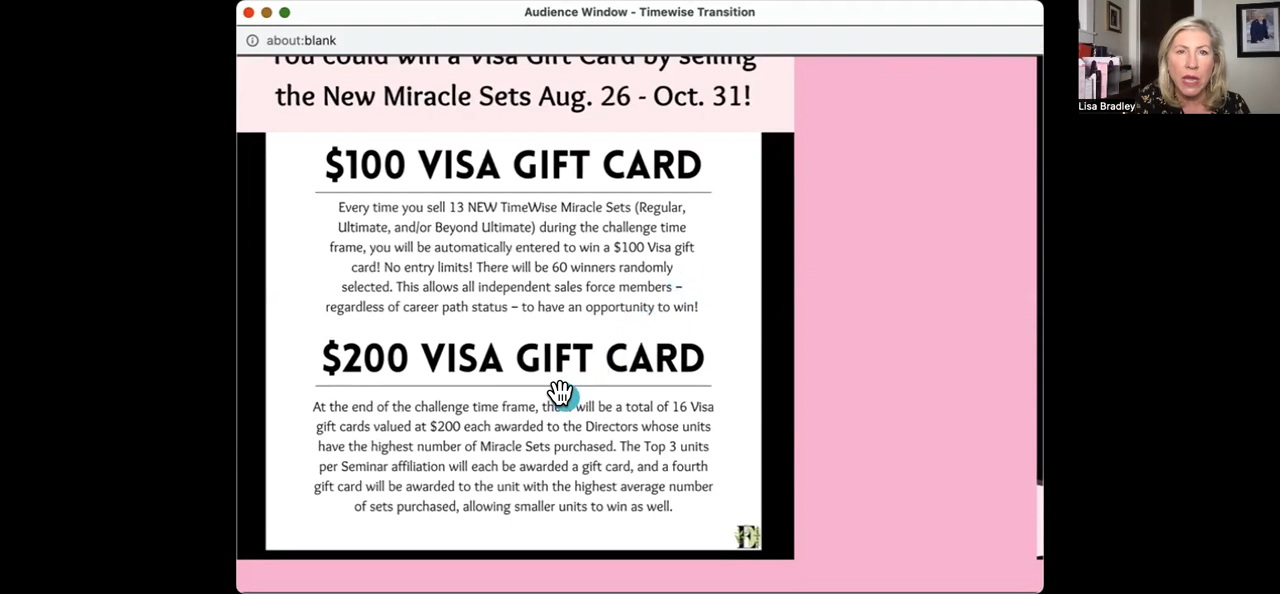 Audience Window - Timewise Transition
about:blank
You could win a Visa Gift Card by selling
the New Miracle Sets Aug. 26 - Oct. 31!
$100 VISA GIFT CARD
Every time you sell 13 NEW TimeWise Miracle Sets (Regular,
Ultimate, and/or Beyond Ultimate) during the challenge time
frame, you will be automatically entered to win a $100 Visa gift
card! No entry limits! There will be 60 winners randomly
selected. This allows all independent sales force members –
regardless of career path status – to have an opportunity to win!
$200 VISA GIFT CARD
At the end of the challenge time frame, will be a total of 16 Visa
gift cards valued at $200 each awarded to the Directors whose units
have the highest number of Miracle Sets purchased. The Top 3 units
per Seminar affiliation will each be awarded a gift card, and a fourth
gift card will be awarded to the unit with the highest average number
of sets purchased, allowing smaller units to win as well.
E
Lisa Bradley